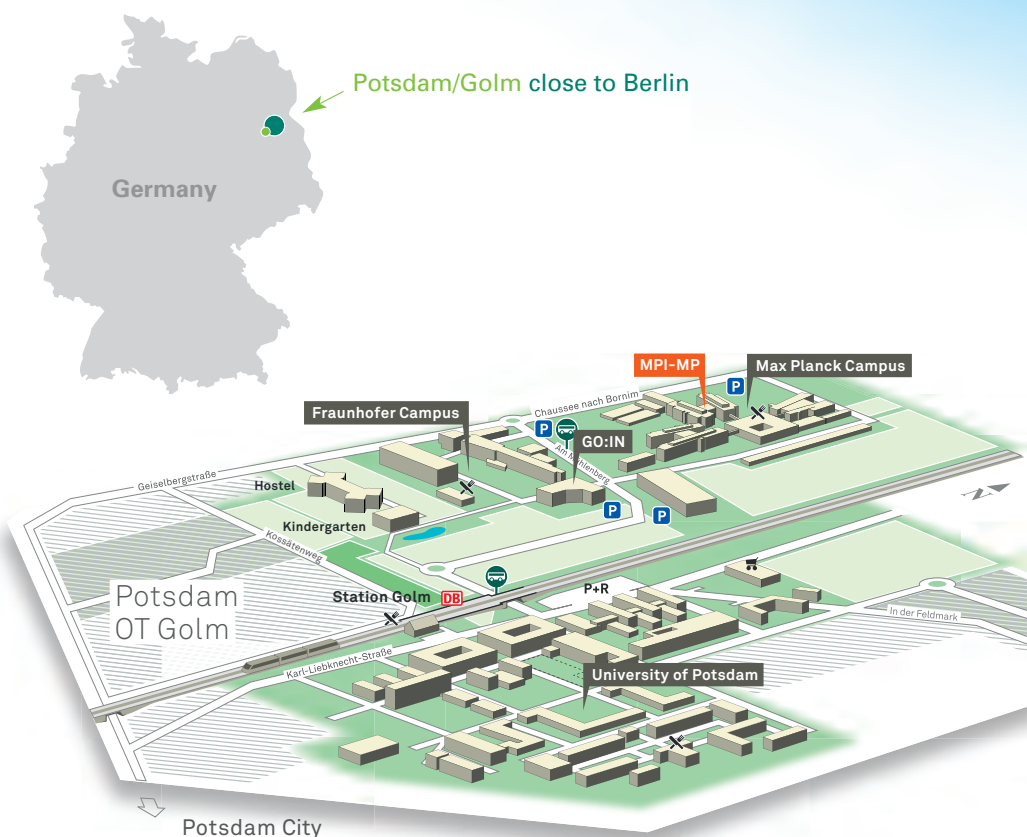 Potsdam/Golm close to Berlin
Germany
MPI-MP
Max Planck Campus
P
Fraunhofer Campus
Chaussee nach Bornim
P
GO:IN
Am Mühlenberg
Geiselbergstraße
Hostel
P
P
Kindergarten
Kossätenweg
N
Potsdam
OT Golm
Station Golm DB
P+R
In der Feldmark
Karl-Liebknecht-Straße
University of Potsdam
Potsdam City